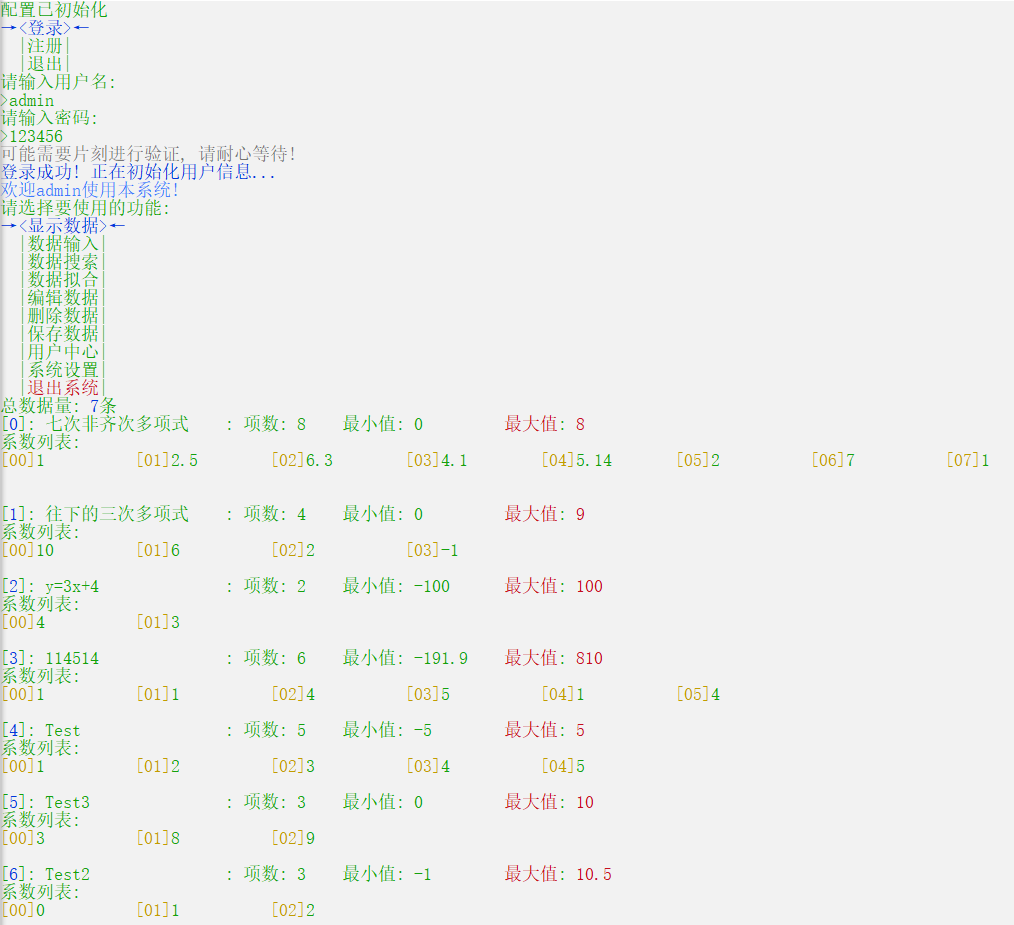 配置已初始化
→<登录>←
|注册|
|退出|
请输入用户名:
>admin
请输入密码:
>123456
可能需要片刻进行验证, 请耐心等待!
登录成功! 正在初始化用户信息...
欢迎admin使用本系统!
请选择要使用的功能:
→<显示数据>←
|数据输入|
|数据搜索|
|数据拟合|
|编辑数据|
|删除数据|
|保存数据|
|用户中心|
|系统设置|
|退出系统|
总数据量: 7条
[0]: 七次非齐次多项式 : 项数: 8 最小值: 0 最大值: 8
系数列表:
[00]1 [01]2.5 [02]6.3 [03]4.1 [04]5.14 [05]2 [06]7 [07]1
[1]: 往下的三次多项式 : 项数: 4 最小值: 0 最大值: 9
系数列表:
[00]10 [01]6 [02]2 [03]-1
[2]: y=3x+4 : 项数: 2 最小值: -100 最大值: 100
系数列表:
[00]4 [01]3
[3]: 114514 : 项数: 6 最小值: -191.9 最大值: 810
系数列表:
[00]1 [01]1 [02]4 [03]5 [04]1 [05]4
[4]: Test : 项数: 5 最小值: -5 最大值: 5
系数列表:
[00]1 [01]2 [02]3 [03]4 [04]5
[5]: Test3 : 项数: 3 最小值: 0 最大值: 10
系数列表:
[00]3 [01]8 [02]9
[6]: Test2 : 项数: 3 最小值: -1 最大值: 10.5
系数列表:
[00]0 [01]1 [02]2